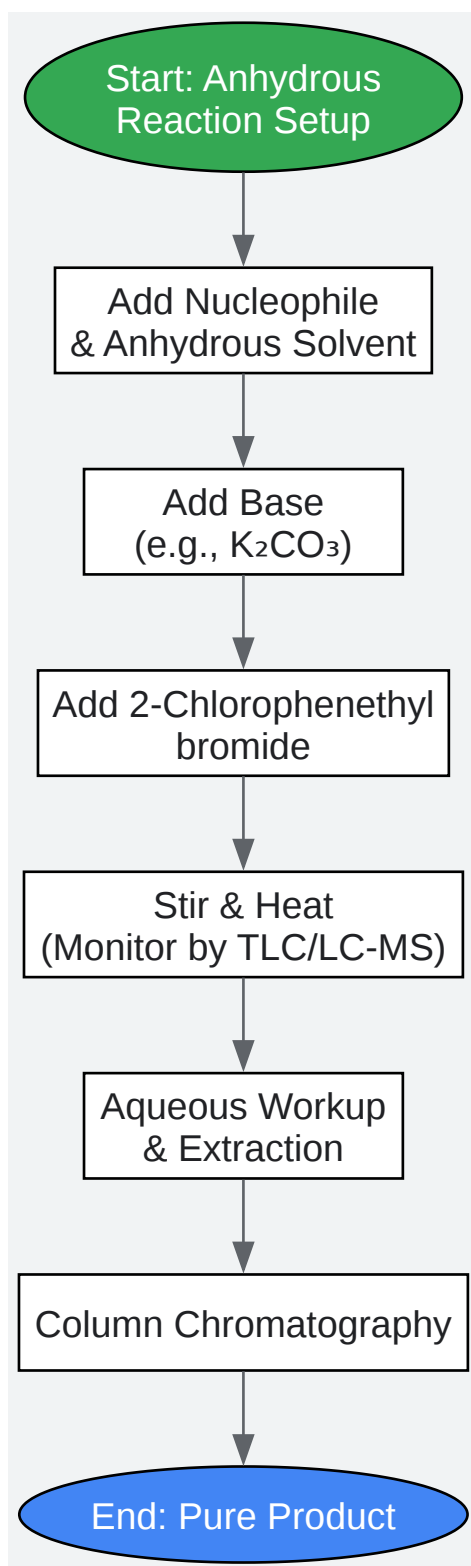 Start: Anhydrous
Reaction Setup
Add Nucleophile
& Anhydrous Solvent
Add Base
(e.g., K₂CO₃)
Add 2-Chlorophenethyl
bromide
Stir & Heat
(Monitor by TLC/LC-MS)
Aqueous Workup
& Extraction
Column Chromatography
End: Pure Product